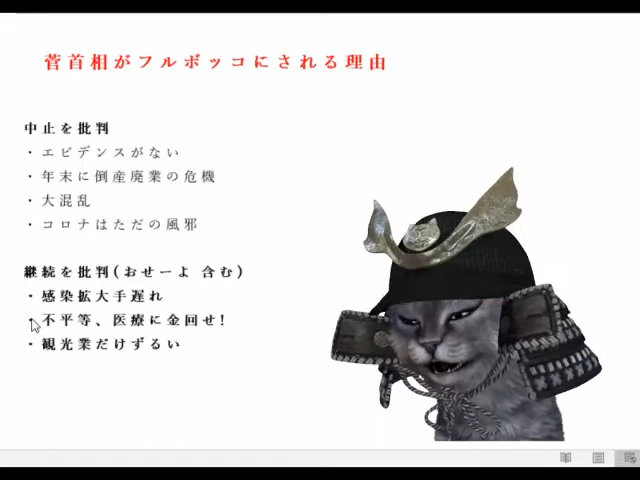 菅首相がフルボッコにされる理由
中止を批判
・エビデンスがない
・年末に倒産廃業の危機
・大混乱
・コロナはただの風邪
継続を批判(おせーよ 含む)
・感染拡大手遅れ
・不平等、医療に金回せ!
・観光業だけずるい